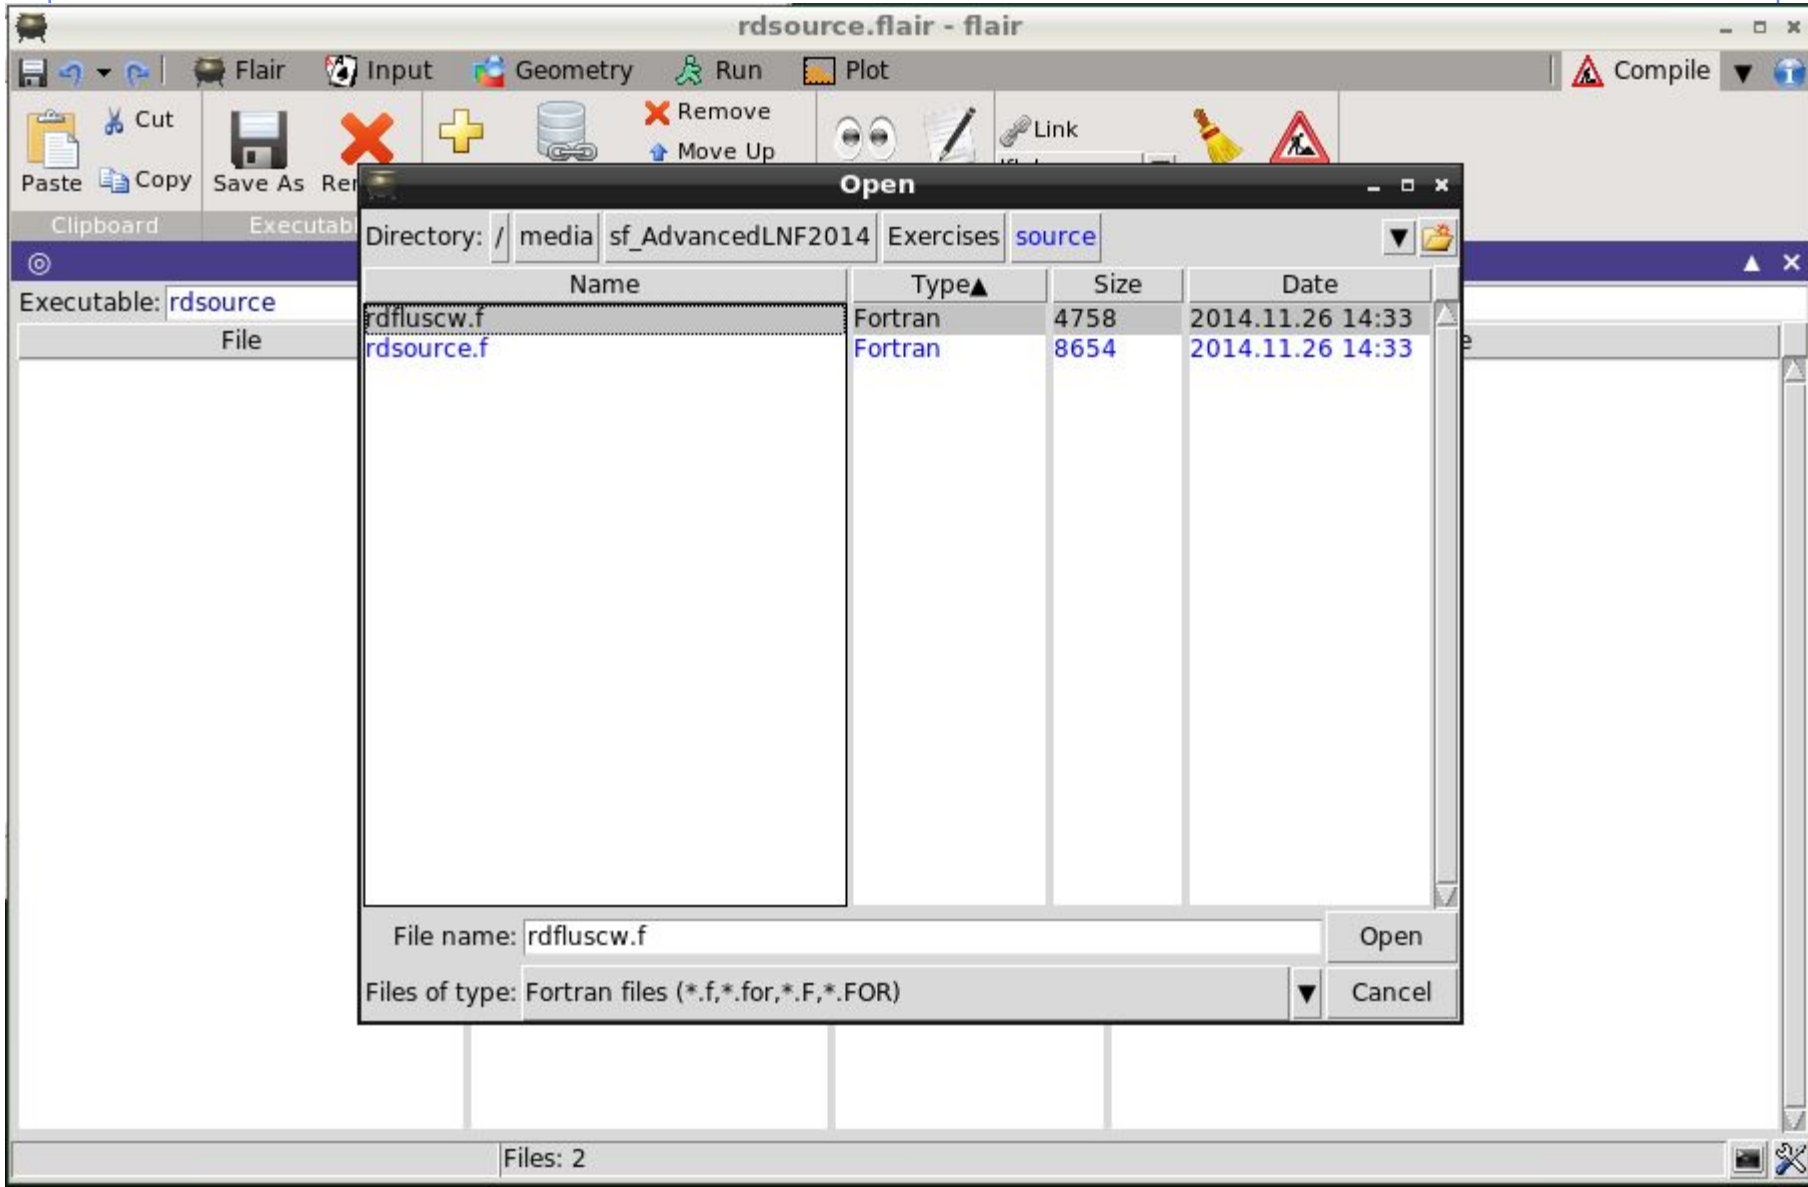 rdsource.flair - flair
Flair Input Geometry Run Plot Compile
Cut Remove Link
Copy Move Up
Paste Save As
Clipboard
Open
Directory: / media sf_AdvancedLNF2014 Exercises source
Name Type▲ Size Date
rdfluscw.f Fortran 4758 2014.11.26 14:33
rdsource.f Fortran 8654 2014.11.26 14:33
Executable: rdsource
File
File name: rdfluscw.f Open
Files of type: Fortran files (*.f,*.for,*.F,*.FOR) Cancel
Files: 2